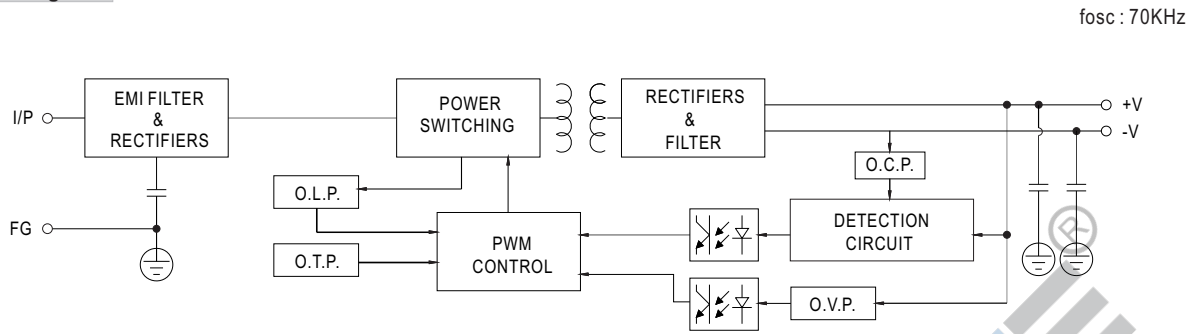 fosc : 70KHz
I/P
EMI FILTER
&
RECTIFIERS
POWER
SWITCHING
RECTIFIERS
&
FILTER
+V
-V
O.C.P.
O.L.P.
FG
O.T.P.
PWM
CONTROL
DETECTION
CIRCUIT
O.V.P.
®